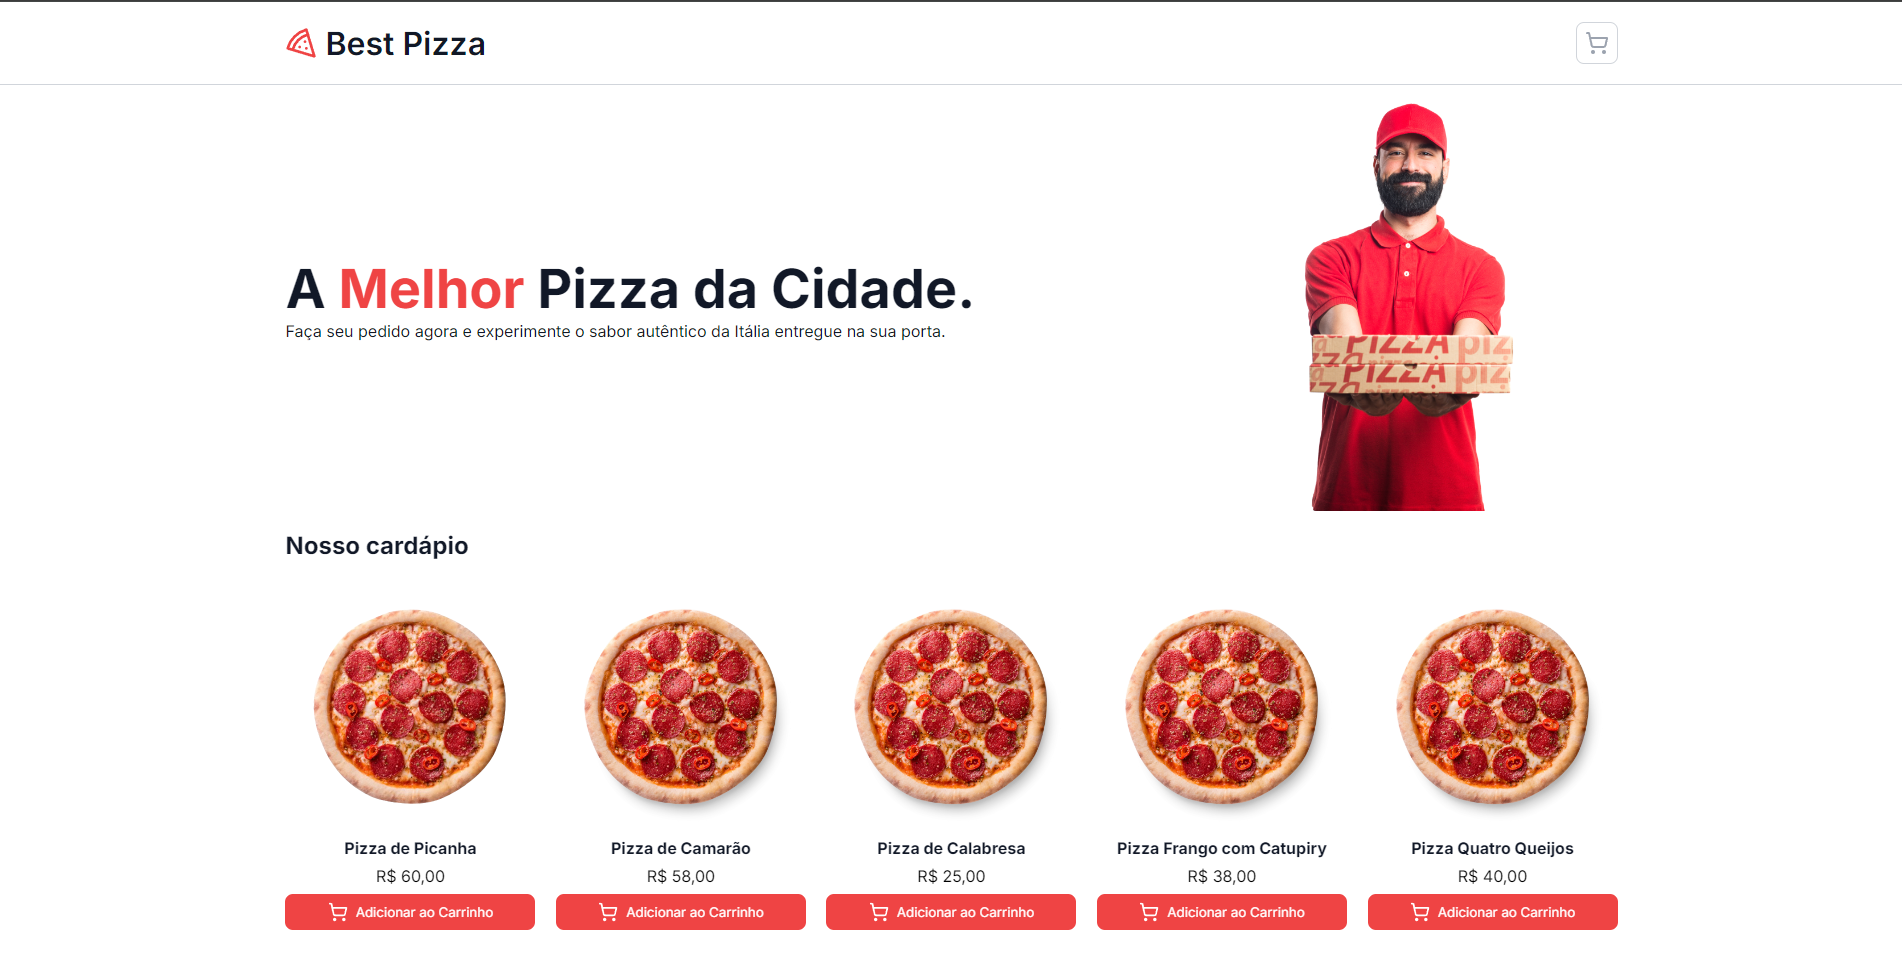 Best Pizza
A Melhor Pizza da Cidade.
Faça seu pedido agora e experimente o sabor autêntico da Itália entregue na sua porta.
PIZZA piz
PIZZA piz
Nosso cardápio
Pizza de Picanha
R$ 60,00
Adicionar ao Carrinho
Pizza de Camarão
R$ 58,00
Adicionar ao Carrinho
Pizza de Calabresa
R$ 25,00
Adicionar ao Carrinho
Pizza Frango com Catupiry
R$ 38,00
Adicionar ao Carrinho
Pizza Quatro Queijos
R$ 40,00
Adicionar ao Carrinho